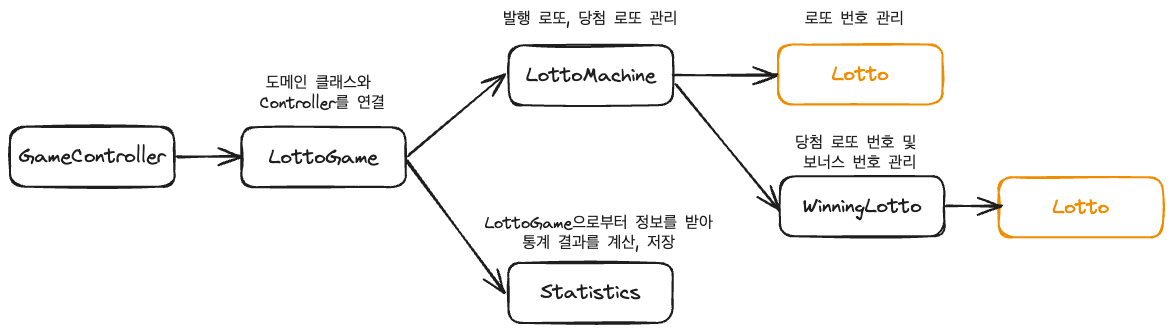 발행 로또, 당첨 로또 관리
로또 번호 관리
LottoMachine
Lotto
도메인 클래스와
Controller를 연결
GameController
LottoGame
당첨 로또 번호 및
보너스 번호 관리
WinningLotto
Lotto
LottoGame으로부터 정보를 받아
통계 결과를 계산, 저장
Statistics